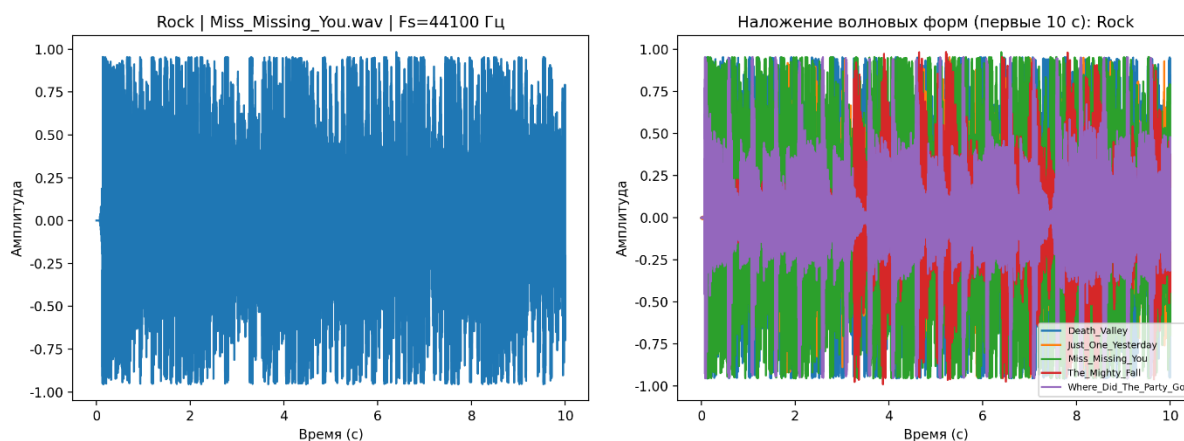 Rock | Miss_Missing_You.wav | Fs=44100 Гц
Амплитуда
1.00
0.75
0.50
0.25
0.00
-0.25
-0.50
-0.75
-1.00
0 2 4 6 8 10
Время (с)
Наложение волновых форм (первые 10 с): Rock
Амплитуда
1.00
0.75
0.50
0.25
0.00
-0.25
-0.50
-0.75
-1.00
Death_Valley
Just_One_Yesterday
Miss_Missing_You
The_Mighty_Fall
Where_Did_The_Party_Go
0 2 4 6 8 10
Время (с)